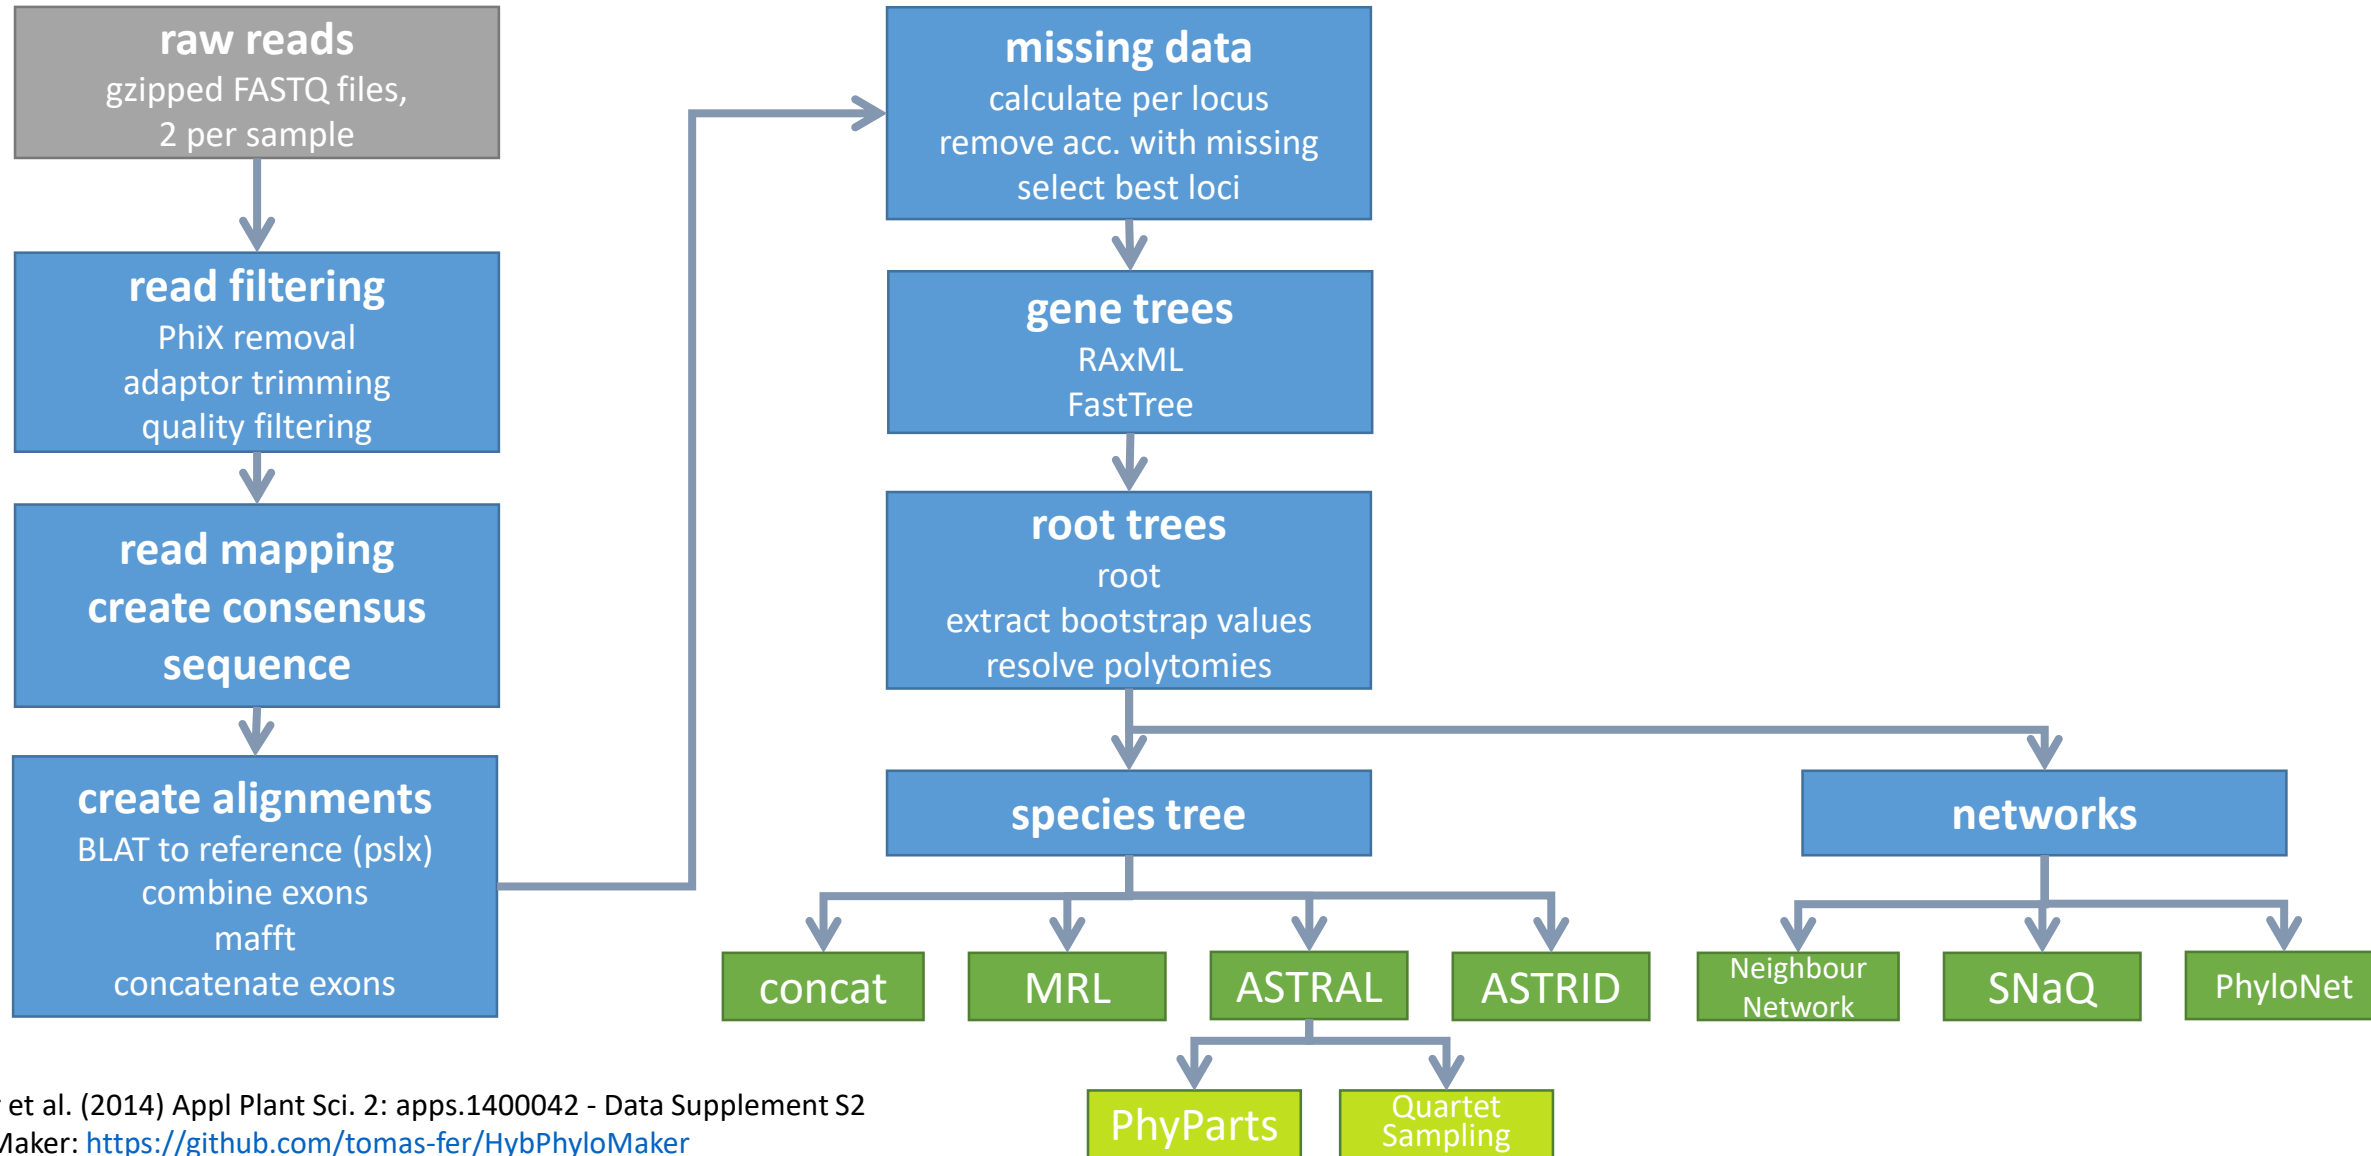 raw reads
gzipped FASTQ files,
2 per sample
read filtering
PhiX removal
adaptor trimming
quality filtering
read mapping
create consensus
sequence
create alignments
BLAT to reference (pslx)
combine exons
mafft
concatenate exons
missing data
calculate per locus
remove acc. with missing
select best loci
gene trees
RAxML
FastTree
root trees
root
extract bootstrap values
resolve polytomies
species tree
networks
concat
MRL
ASTRAL
ASTRID
Neighbour
Network
SNaQ
PhyloNet
PhyParts
Quartet
Sampling
et al. (2014) Appl Plant Sci. 2: apps.1400042 - Data Supplement S2
Maker: https://github.com/tomas-fer/HybPhyloMaker